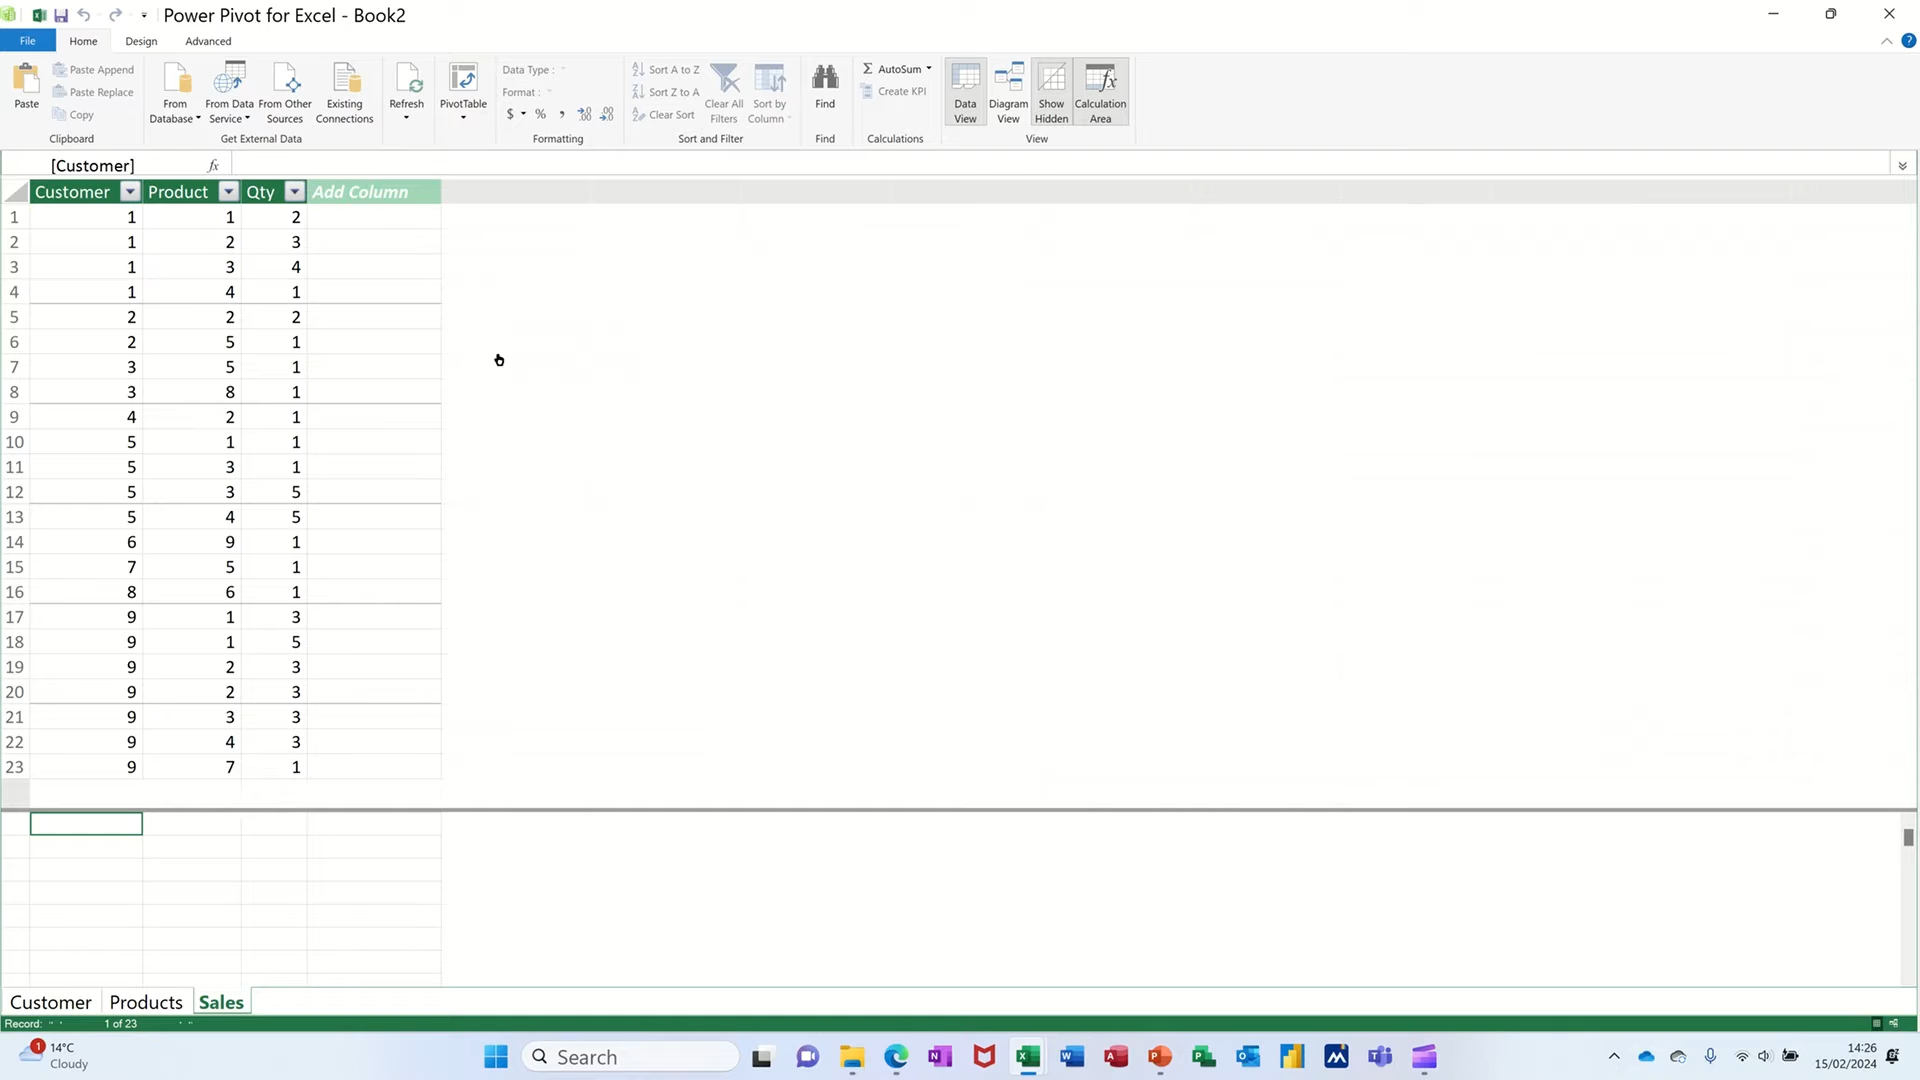 Power Pivot for Excel - Book2
File Home Design Advanced
Paste
Paste Append
Paste Replace
Copy
Clipboard
From Database
From Data Service
From Other Sources
Existing Connections
Get External Data
Refresh
PivotTable
Data Type :
Format :
$ % ,
Formatting
Sort A to Z
Sort Z to A
Clear Sort
Clear All Filters
Sort by Column
Sort and Filter
Find
Find
AutoSum
Create KPI
Calculations
Data View
Diagram View
Show Hidden
Calculation Area
View
[Customer] fx
Customer Product Qty Add Column
1 1 1 2
2 1 2 3
3 1 3 4
4 1 4 1
5 2 2 2
6 2 5 1
7 3 5 1
8 3 8 1
9 4 2 1
10 5 1 1
11 5 3 1
12 5 3 5
13 5 4 5
14 6 9 1
15 7 5 1
16 8 6 1
17 9 1 3
18 9 1 5
19 9 2 3
20 9 2 3
21 9 3 3
22 9 4 3
23 9 7 1
Customer Products Sales
Record: 1 of 23
1 14°C
Cloudy
Search
14:26
15/02/2024